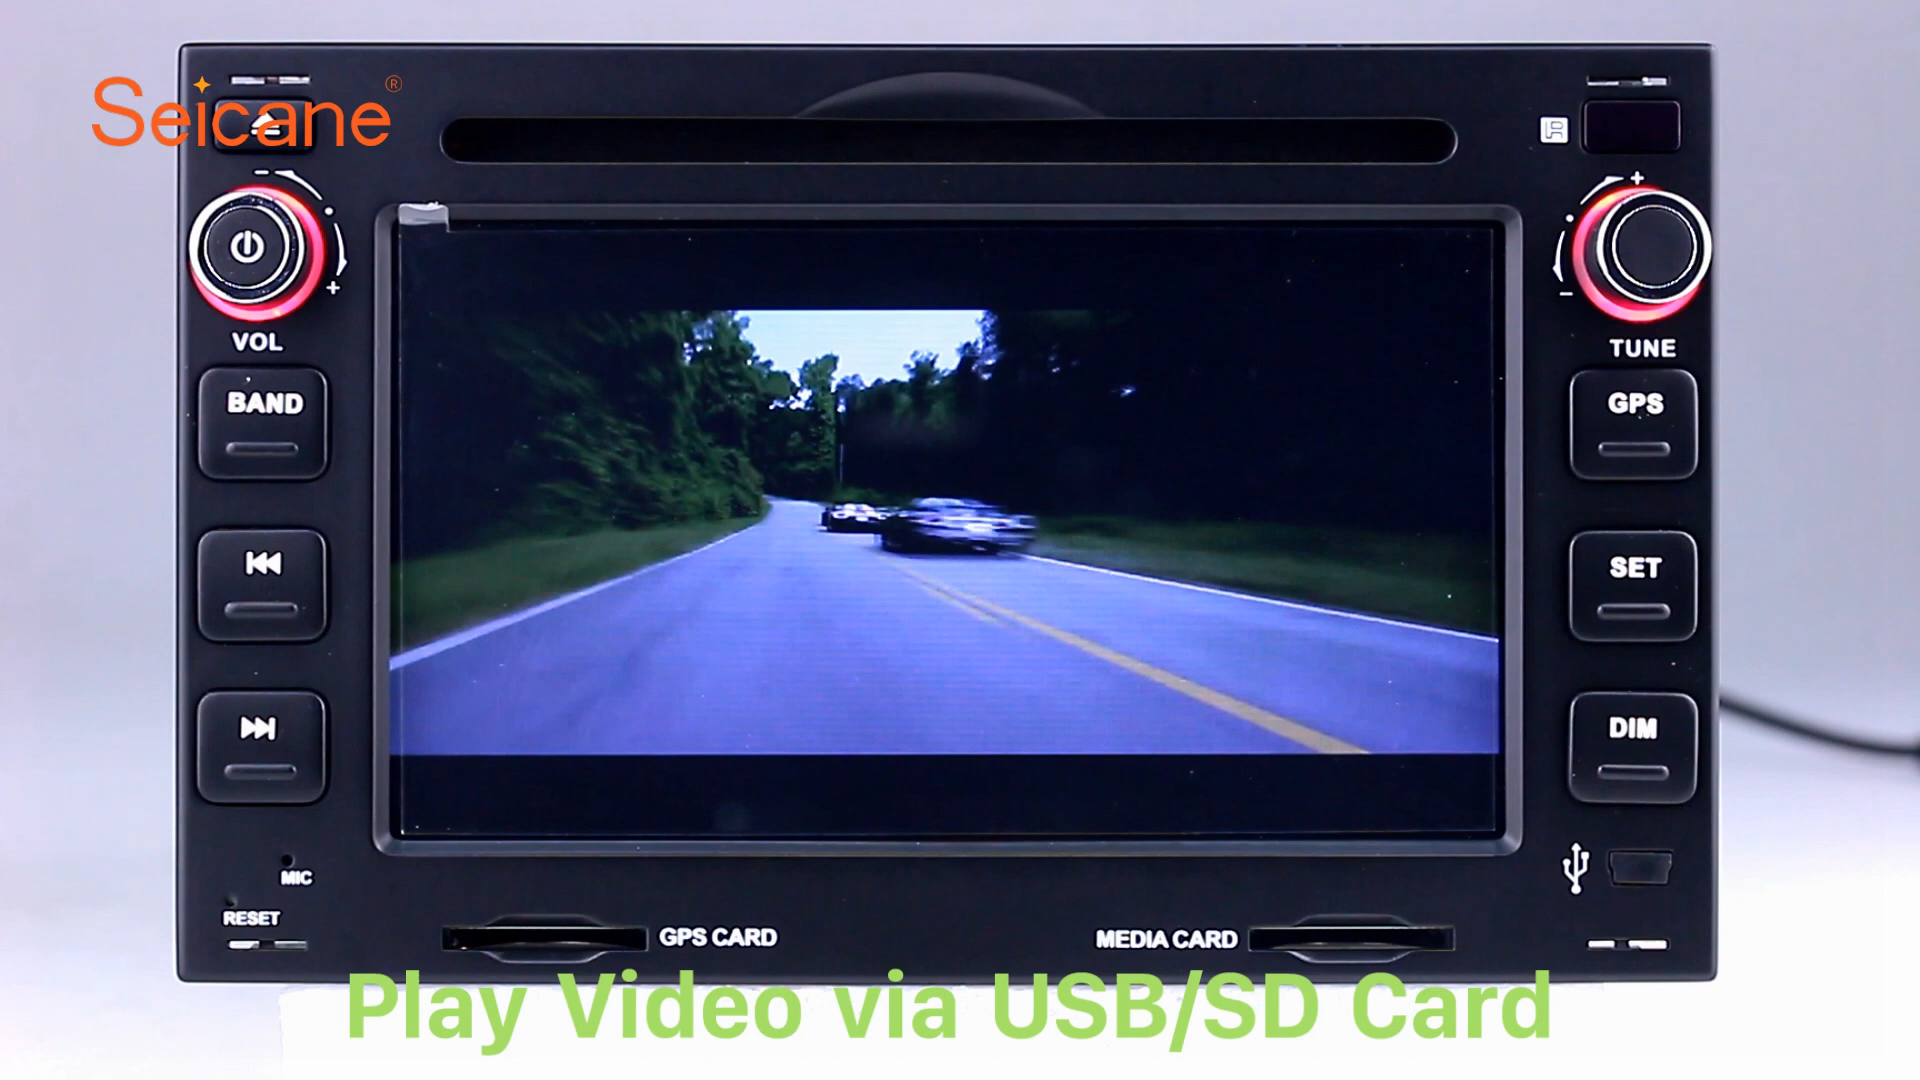 Seicane®
VOL
TUNE
BAND
GPS
SET
DIM
MIC
RESET
GPS CARD
MEDIA CARD
Play Video via USB/SD Card